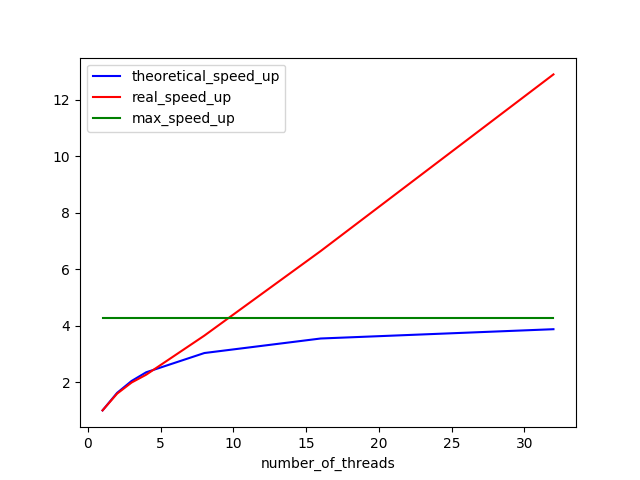 theoretical_speed_up
real_speed_up
max_speed_up
12
10
8
6
4
2
0 5 10 15 20 25 30
number_of_threads